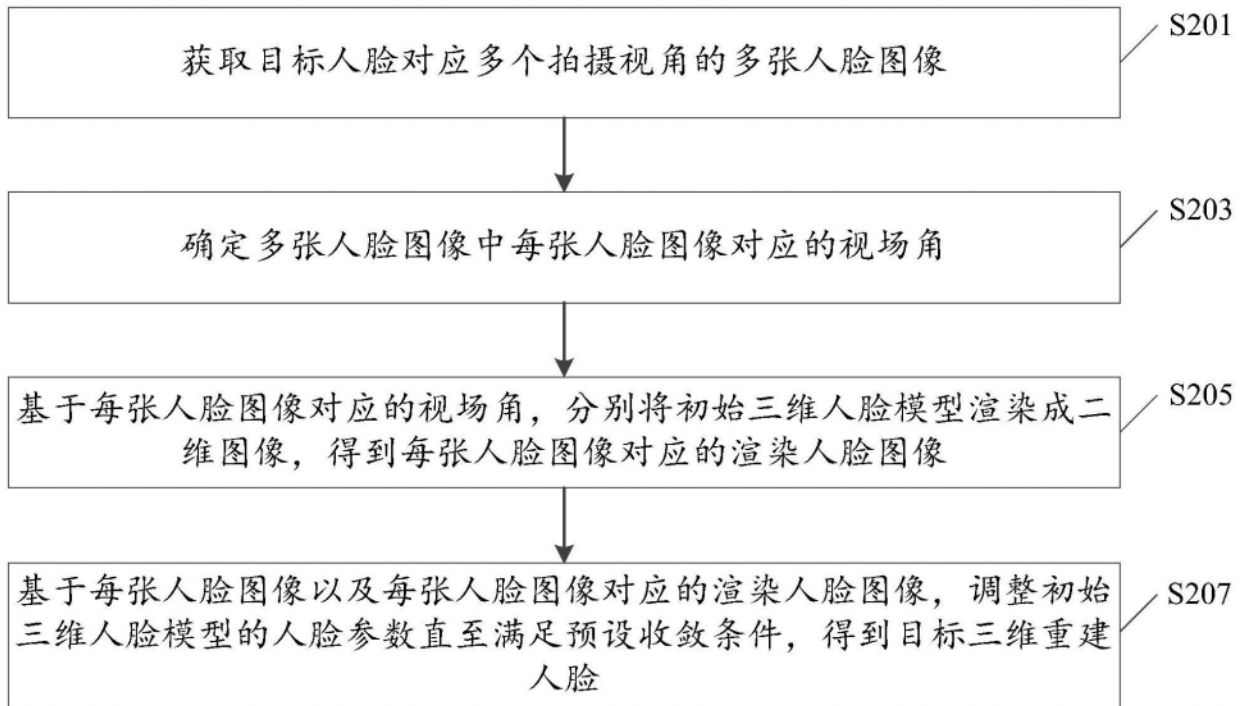 获取目标人脸对应多个拍摄视角的多张人脸图像
S201
确定多张人脸图像中每张人脸图像对应的视场角
S203
基于每张人脸图像对应的视场角，分别将初始三维人脸模型渲染成二
维图像，得到每张人脸图像对应的渲染人脸图像
S205
基于每张人脸图像以及每张人脸图像对应的渲染人脸图像，调整初始
三维人脸模型的人脸参数直至满足预设收敛条件，得到目标三维重建
人脸
S207